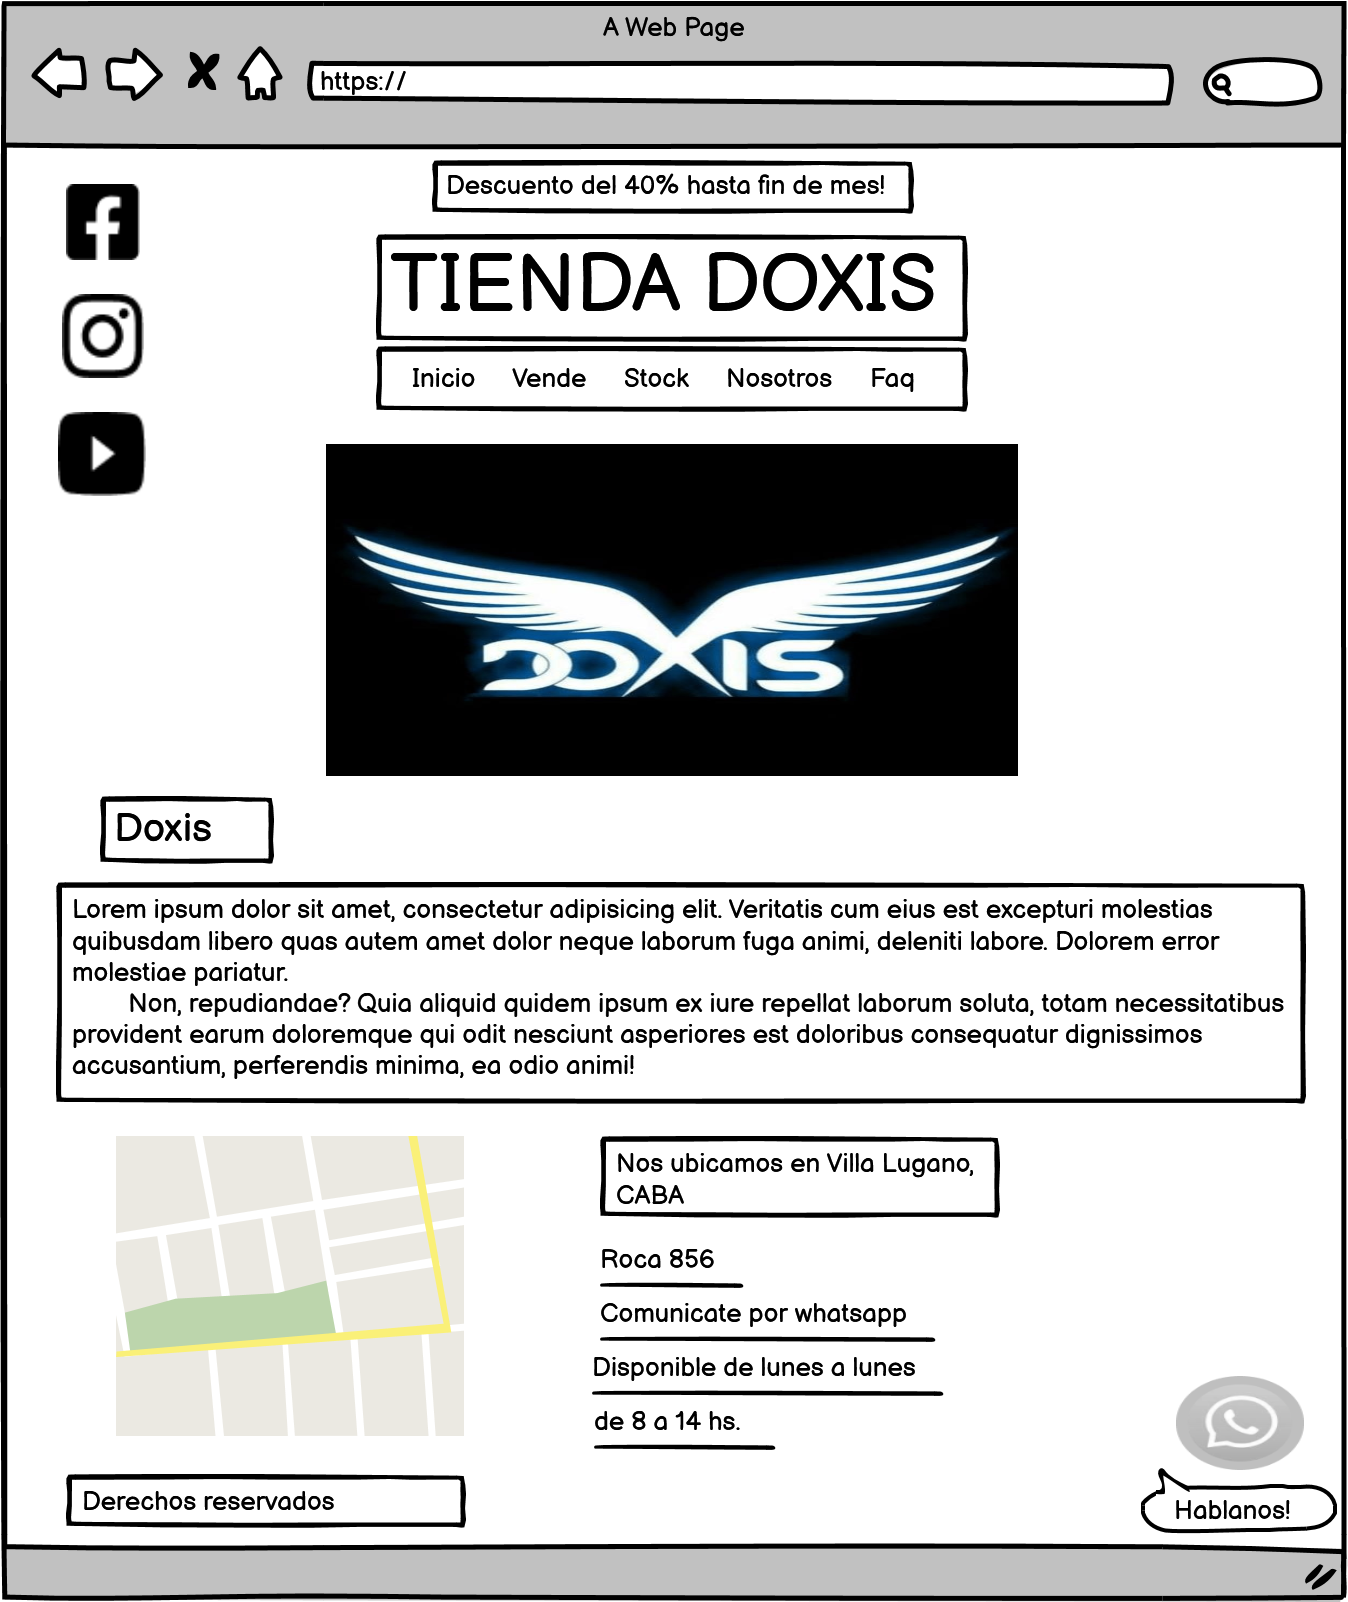 A Web Page
https://
Descuento del 40% hasta fin de mes!
TIENDA DOXIS
Inicio Vende Stock Nosotros Faq
DOXIS
Doxis
Lorem ipsum dolor sit amet, consectetur adipisicing elit. Veritatis cum eius est excepturi molestias
quibusdam libero quas autem amet dolor neque laborum fuga animi, deleniti labore. Dolorem error
molestiae pariatur.
Non, repudiandae? Quia aliquid quidem ipsum ex iure repellat laborum soluta, totam necessitatibus
provident earum doloremque qui odit nesciunt asperiores est doloribus consequatur dignissimos
accusantium, perferendis minima, ea odio animi!
Nos ubicamos en Villa Lugano,
CABA
Roca 856
Comunicate por whatsapp
Disponible de lunes a lunes
de 8 a 14 hs.
Derechos reservados
Hablanos!